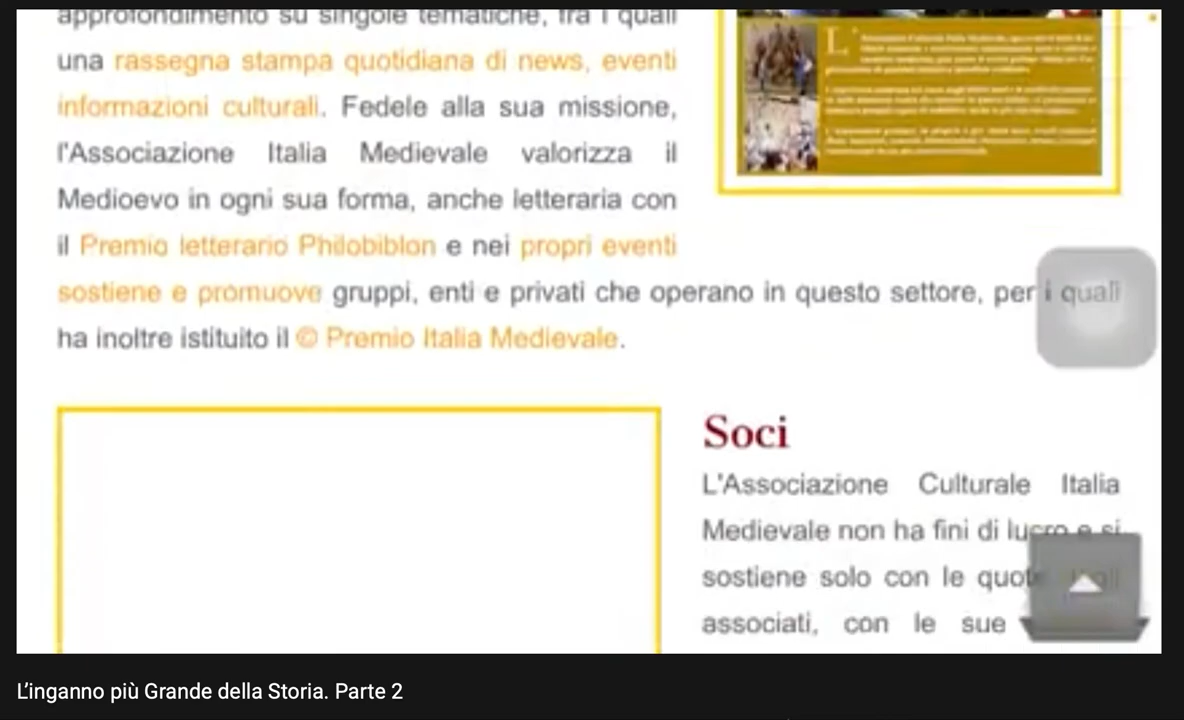 approfondimento su singole tematiche, fra i quali
una rassegna stampa quotidiana di news, eventi
informazioni culturali. Fedele alla sua missione,
l'Associazione Italia Medievale valorizza il
Medioevo in ogni sua forma, anche letteraria con
il Premio letterario Philobiblon e nei propri eventi
sostiene e promuove gruppi, enti e privati che operano in questo settore, per i quali
ha inoltre istituito il © Premio Italia Medievale.
Soci
L'Associazione Culturale Italia
Medievale non ha fini di lucro e si
sostiene solo con le quote degli
associati, con le sue
L'inganno più Grande della Storia. Parte 2